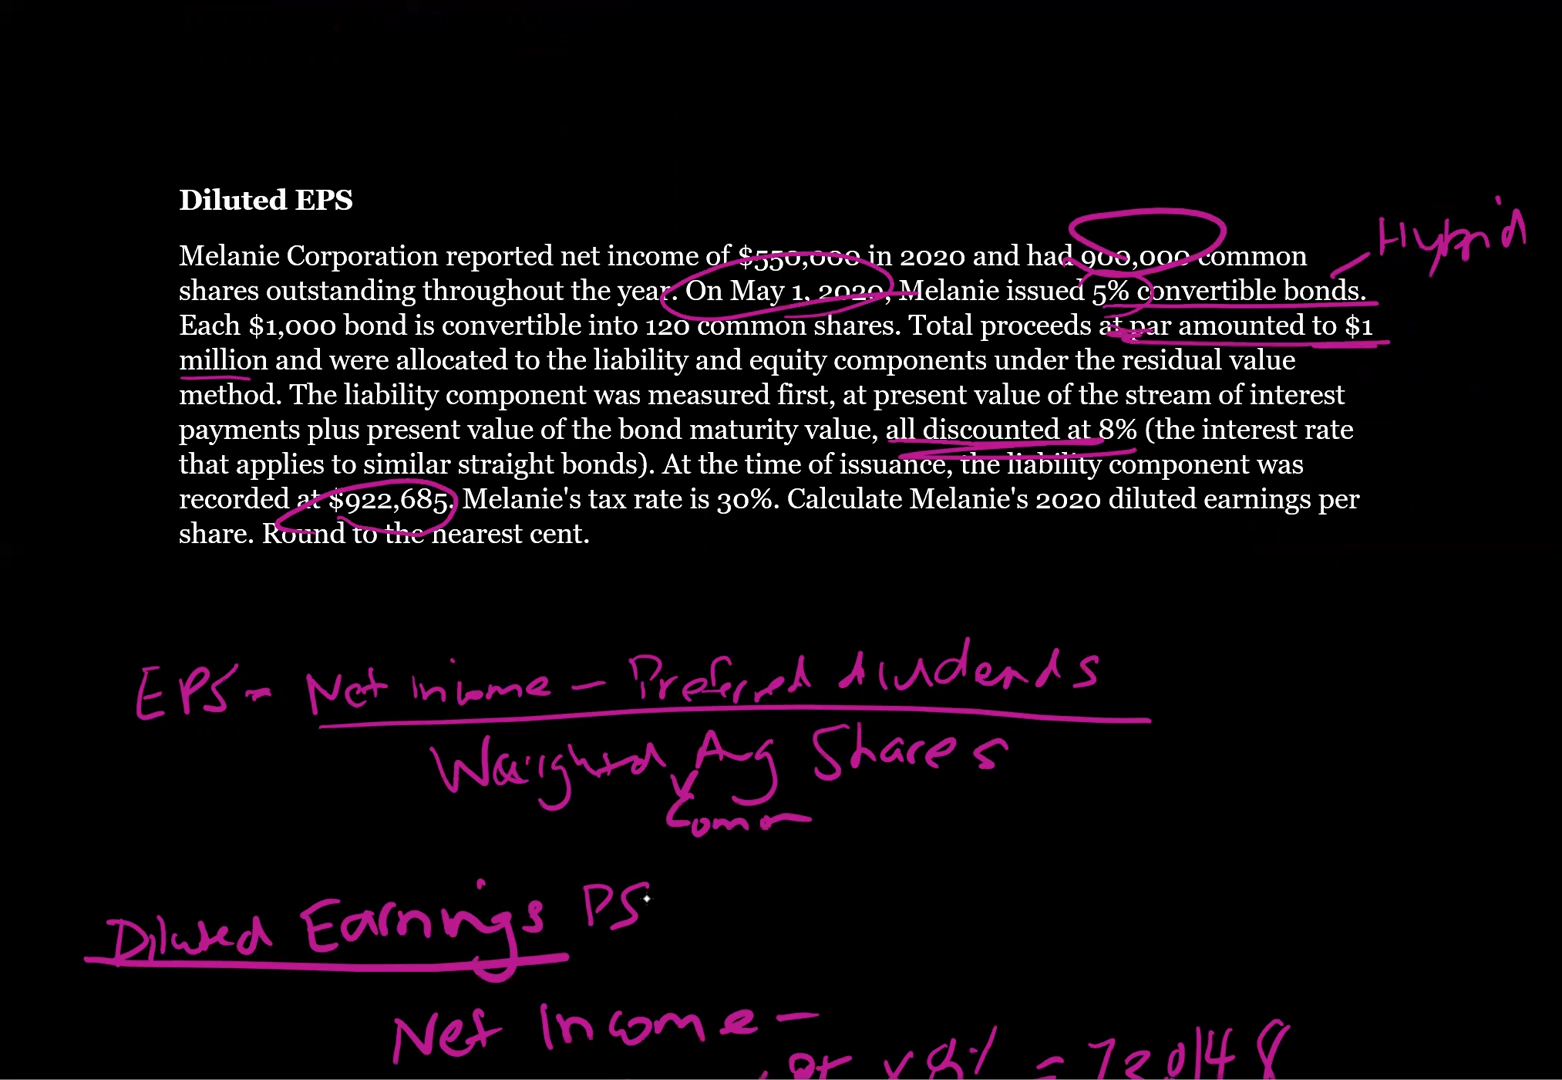 Diluted EPS
Melanie Corporation reported net income of $550,000 in 2020 and had 900,000 common
Hybrid
shares outstanding throughout the year. On May 1, 2020, Melanie issued 5% convertible bonds.
Each $1,000 bond is convertible into 120 common shares. Total proceeds at par amounted to $1
million and were allocated to the liability and equity components under the residual value
method. The liability component was measured first, at present value of the stream of interest
payments plus present value of the bond maturity value, all discounted at 8% (the interest rate
that applies to similar straight bonds). At the time of issuance, the liability component was
recorded at $922,685. Melanie's tax rate is 30%. Calculate Melanie's 2020 diluted earnings per
share. Round to the nearest cent.
EPS = Net income - Preferred dividends
Weighted Avg Shares
Comm
Diluted Earnings PS
Net Income -
x 8% = 73,0148